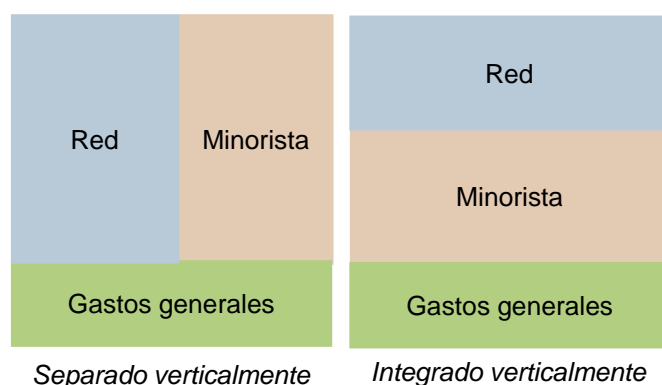 Red
Minorista
Gastos generales
Separado verticalmente
Red
Minorista
Gastos generales
Integrado verticalmente